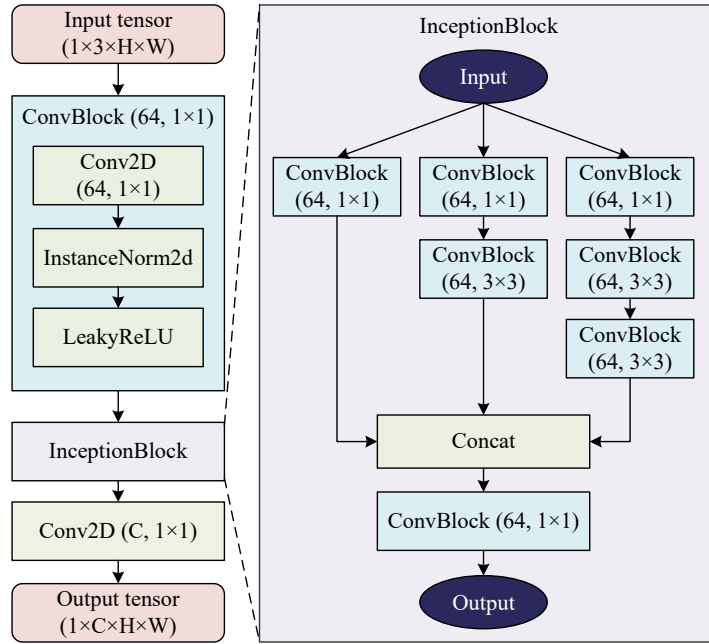 Input tensor
(1×3×H×W)
ConvBlock (64, 1×1)
Conv2D
(64, 1×1)
InstanceNorm2d
LeakyReLU
InceptionBlock
Conv2D (C, 1×1)
Output tensor
(1×C×H×W)
InceptionBlock
Input
ConvBlock
(64, 1×1)
ConvBlock
(64, 1×1)
ConvBlock
(64, 3×3)
ConvBlock
(64, 1×1)
ConvBlock
(64, 3×3)
ConvBlock
(64, 3×3)
Concat
ConvBlock (64, 1×1)
Output